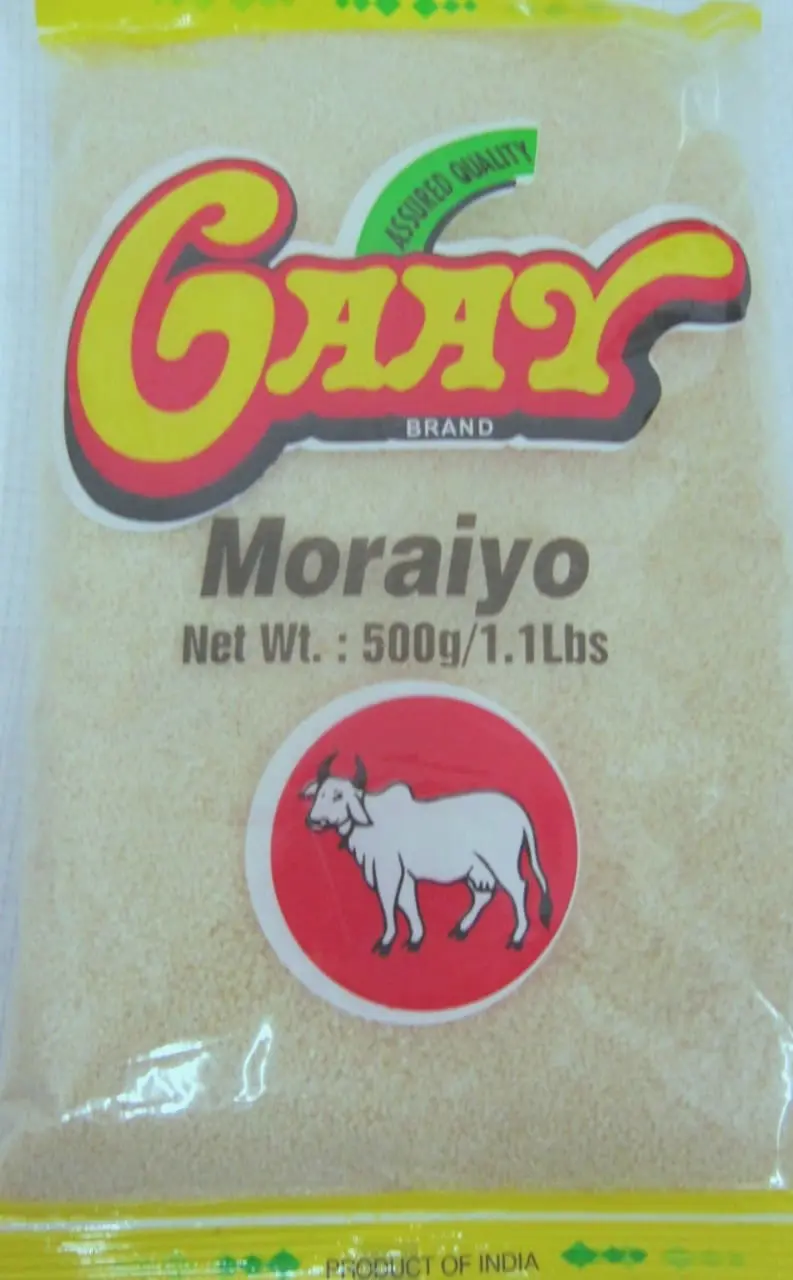 ASSURED QUALITY
GAAY
BRAND
Moraiyo
Net Wt. : 500g/1.1Lbs
PRODUCT OF INDIA